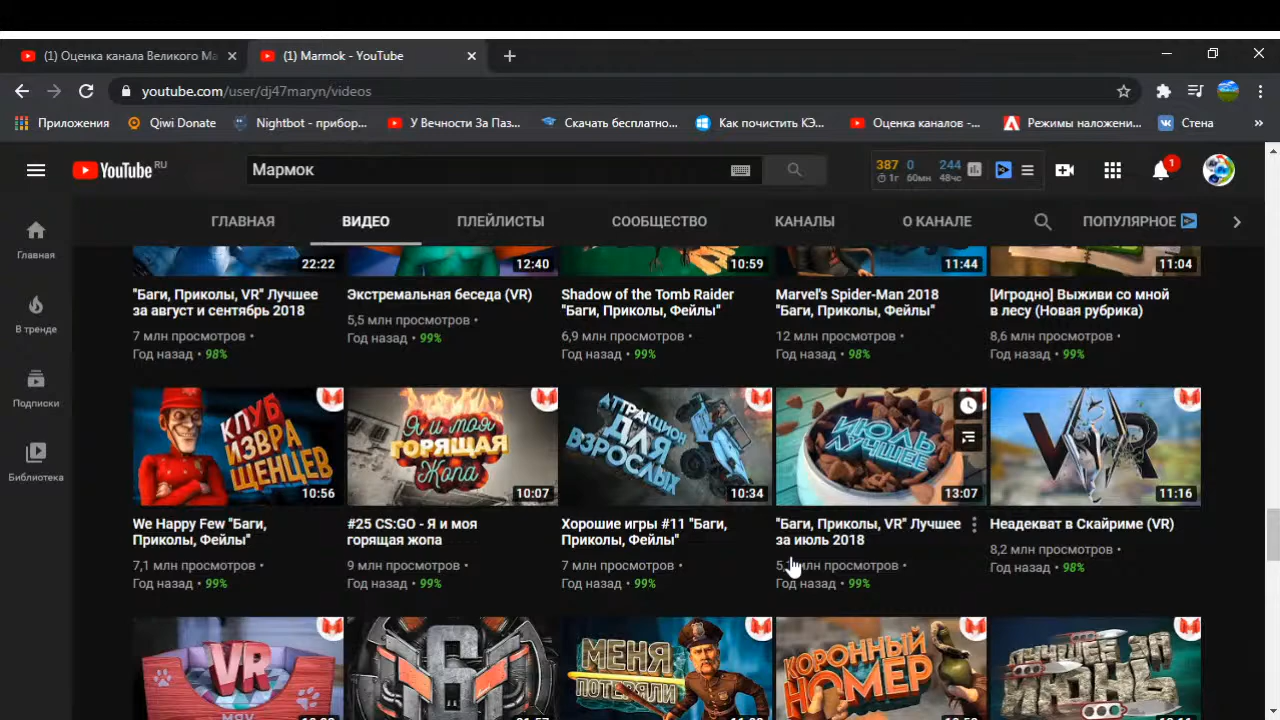 (1) Оценка канала Великого Ма
(1) Marmok - YouTube
youtube.com/user/dj47maryn/videos
Приложения
Qiwi Donate
Nightbot - прибор...
У Вечности За Паз...
Скачать бесплатно...
Как почистить КЭ...
Оценка каналов -...
Режимы наложени...
Стена
»
YouTube RU
Мармок
387 0 244
1г 60мн 48чс
1
Главная
В тренде
Подписки
Библиотека
ГЛАВНАЯ
ВИДЕО
ПЛЕЙЛИСТЫ
СООБЩЕСТВО
КАНАЛЫ
О КАНАЛЕ
ПОПУЛЯРНОЕ
22:22
12:40
10:59
11:44
11:04
"Баги, Приколы, VR" Лучшее
за август и сентябрь 2018
7 млн просмотров •
Год назад • 98%
Экстремальная беседа (VR)
5,5 млн просмотров •
Год назад • 99%
Shadow of the Tomb Raider
"Баги, Приколы, Фейлы"
6,9 млн просмотров •
Год назад • 99%
Marvel's Spider-Man 2018
"Баги, Приколы, Фейлы"
12 млн просмотров •
Год назад • 98%
[Игродно] Выживи со мной
в лесу (Новая рубрика)
8,6 млн просмотров •
Год назад • 99%
КЛУБ
ИЗВРА
ЩЕНЦЕВ
10:56
We Happy Few "Баги,
Приколы, Фейлы"
7,1 млн просмотров •
Год назад • 99%
Я и моя
ГОРЯЩАЯ
Жопа
10:07
#25 CS:GO - Я и моя
горящая жопа
9 млн просмотров •
Год назад • 99%
АТТРАКЦИОН
ДЛЯ
ВЗРОСЛЫХ
10:34
Хорошие игры #11 "Баги,
Приколы, Фейлы"
7 млн просмотров •
Год назад • 99%
ИЮЛЬ
ЛУЧШЕЕ
13:07
"Баги, Приколы, VR" Лучшее
за июль 2018
млн просмотров •
Год назад • 99%
VR
11:16
Неадекват в Скайриме (VR)
8,2 млн просмотров •
Год назад • 98%
VR
МЯУ
6
МЕНЯ
ПОТЕРЯЛИ
КОРОННЫЙ
НОМЕР
ЛУЧШЕЕ ЗА
ИЮНЬ